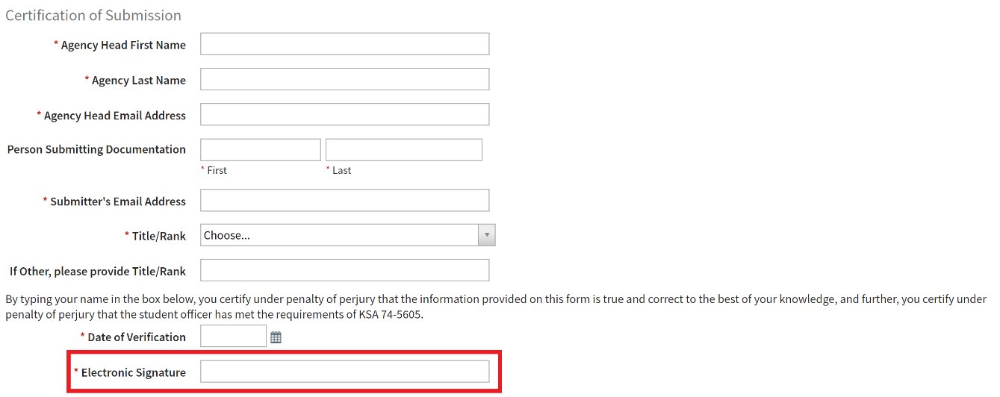 Certification of Submission
* Agency Head First Name
* Agency Last Name
* Agency Head Email Address
Person Submitting Documentation
* First * Last
* Submitter's Email Address
* Title/Rank Choose...
If Other, please provide Title/Rank
By typing your name in the box below, you certify under penalty of perjury that the information provided on this form is true and correct to the best of your knowledge, and further, you certify under
penalty of perjury that the student officer has met the requirements of KSA 74-5605.
* Date of Verification
* Electronic Signature